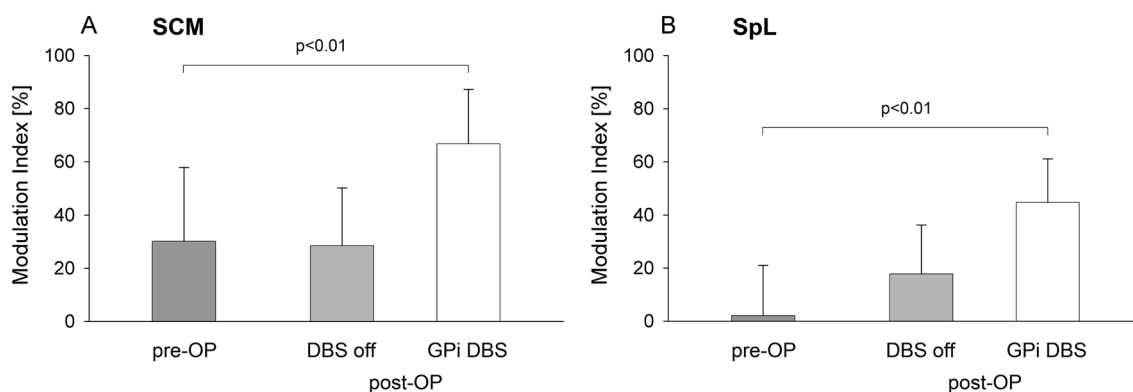 A SCM
p<0.01
Modulation Index [%]
100
80
60
40
20
0
pre-OP DBS off GPi DBS
post-OP
B SpL
p<0.01
Modulation Index [%]
100
80
60
40
20
0
pre-OP DBS off GPi DBS
post-OP